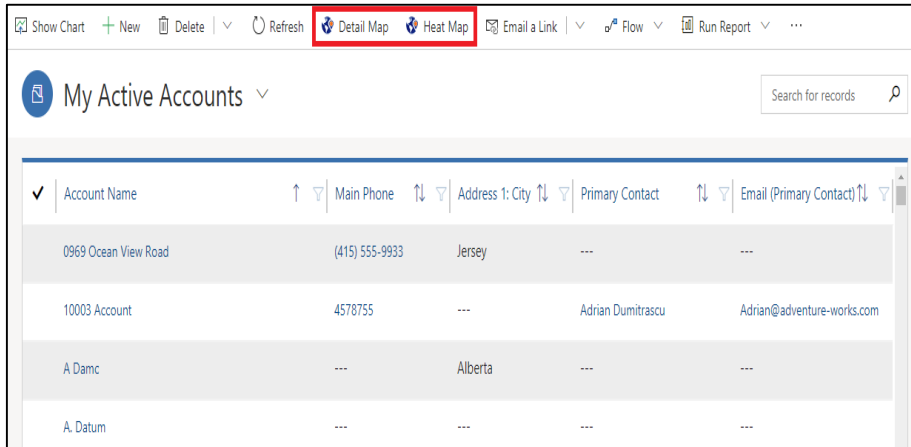 Show Chart New Delete Refresh Detail Map Heat Map Email a Link Flow Run Report ...
My Active Accounts
Search for records
Account Name Main Phone Address 1: City Primary Contact Email (Primary Contact)
0969 Ocean View Road (415) 555-9933 Jersey --- ---
10003 Account 4578755 --- Adrian Dumitrascu Adrian@adventure-works.com
A Damc --- Alberta --- ---
A. Datum --- --- --- ---